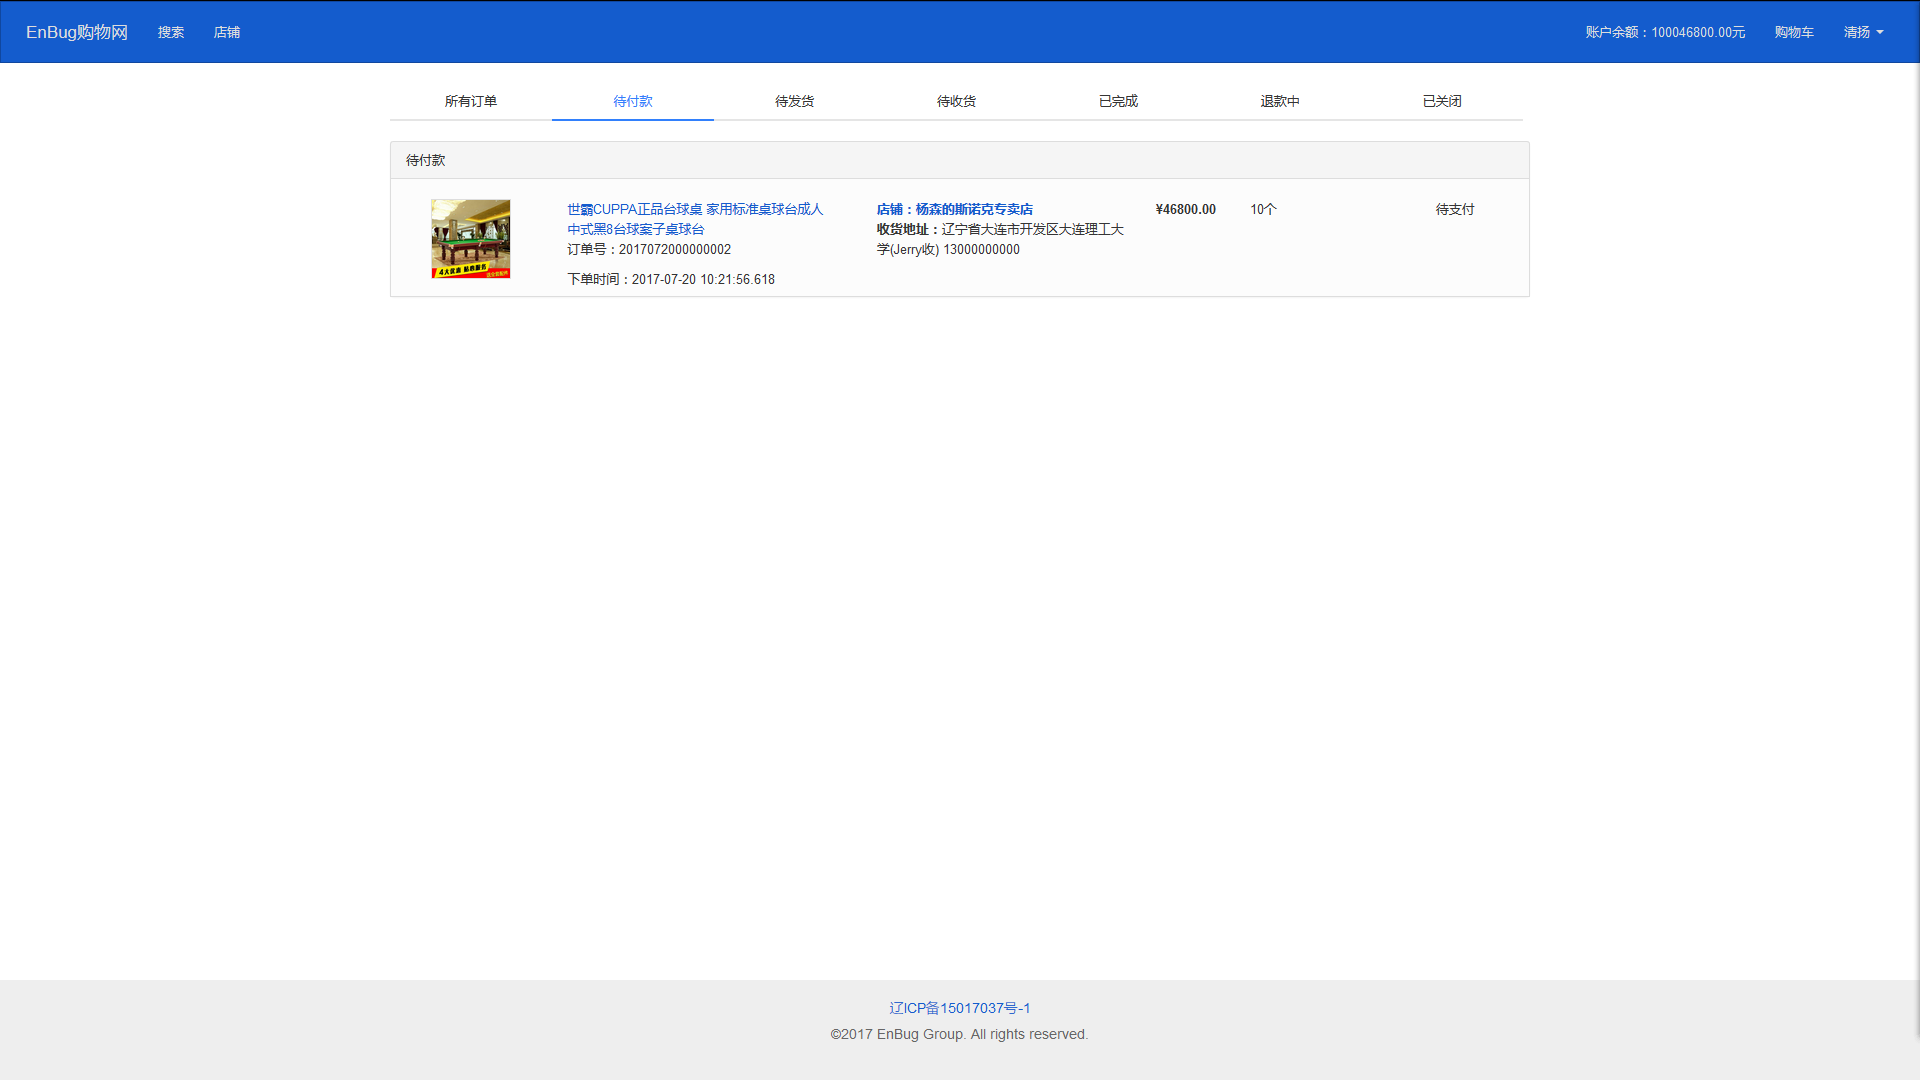 EnBug购物网 搜索 店铺 账户余额：100046800.00元 购物车 清扬
所有订单 待付款 待发货 待收货 已完成 退款中 已关闭
待付款
世霸CUPPA正品台球桌 家用标准桌球台成人
中式黑8台球案子桌球台
订单号：2017072000000002
下单时间：2017-07-20 10:21:56.618
店铺：杨森的斯诺克专卖店
收货地址：辽宁省大连市开发区大连理工大
学(Jerry收) 13000000000
¥46800.00
10个
待支付
4大优惠 贴心服务
辽ICP备15017037号-1
©2017 EnBug Group. All rights reserved.